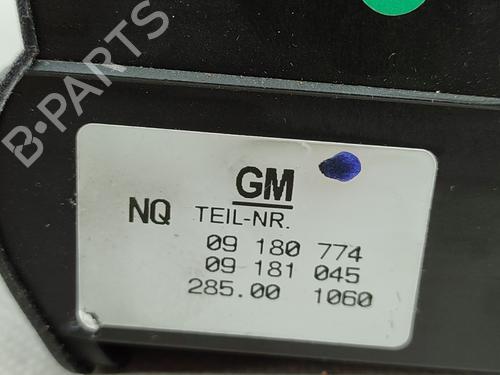 B-PARTS
GM
NQ TEIL-NR.
09 180 774
09 181 045
285.00 1060